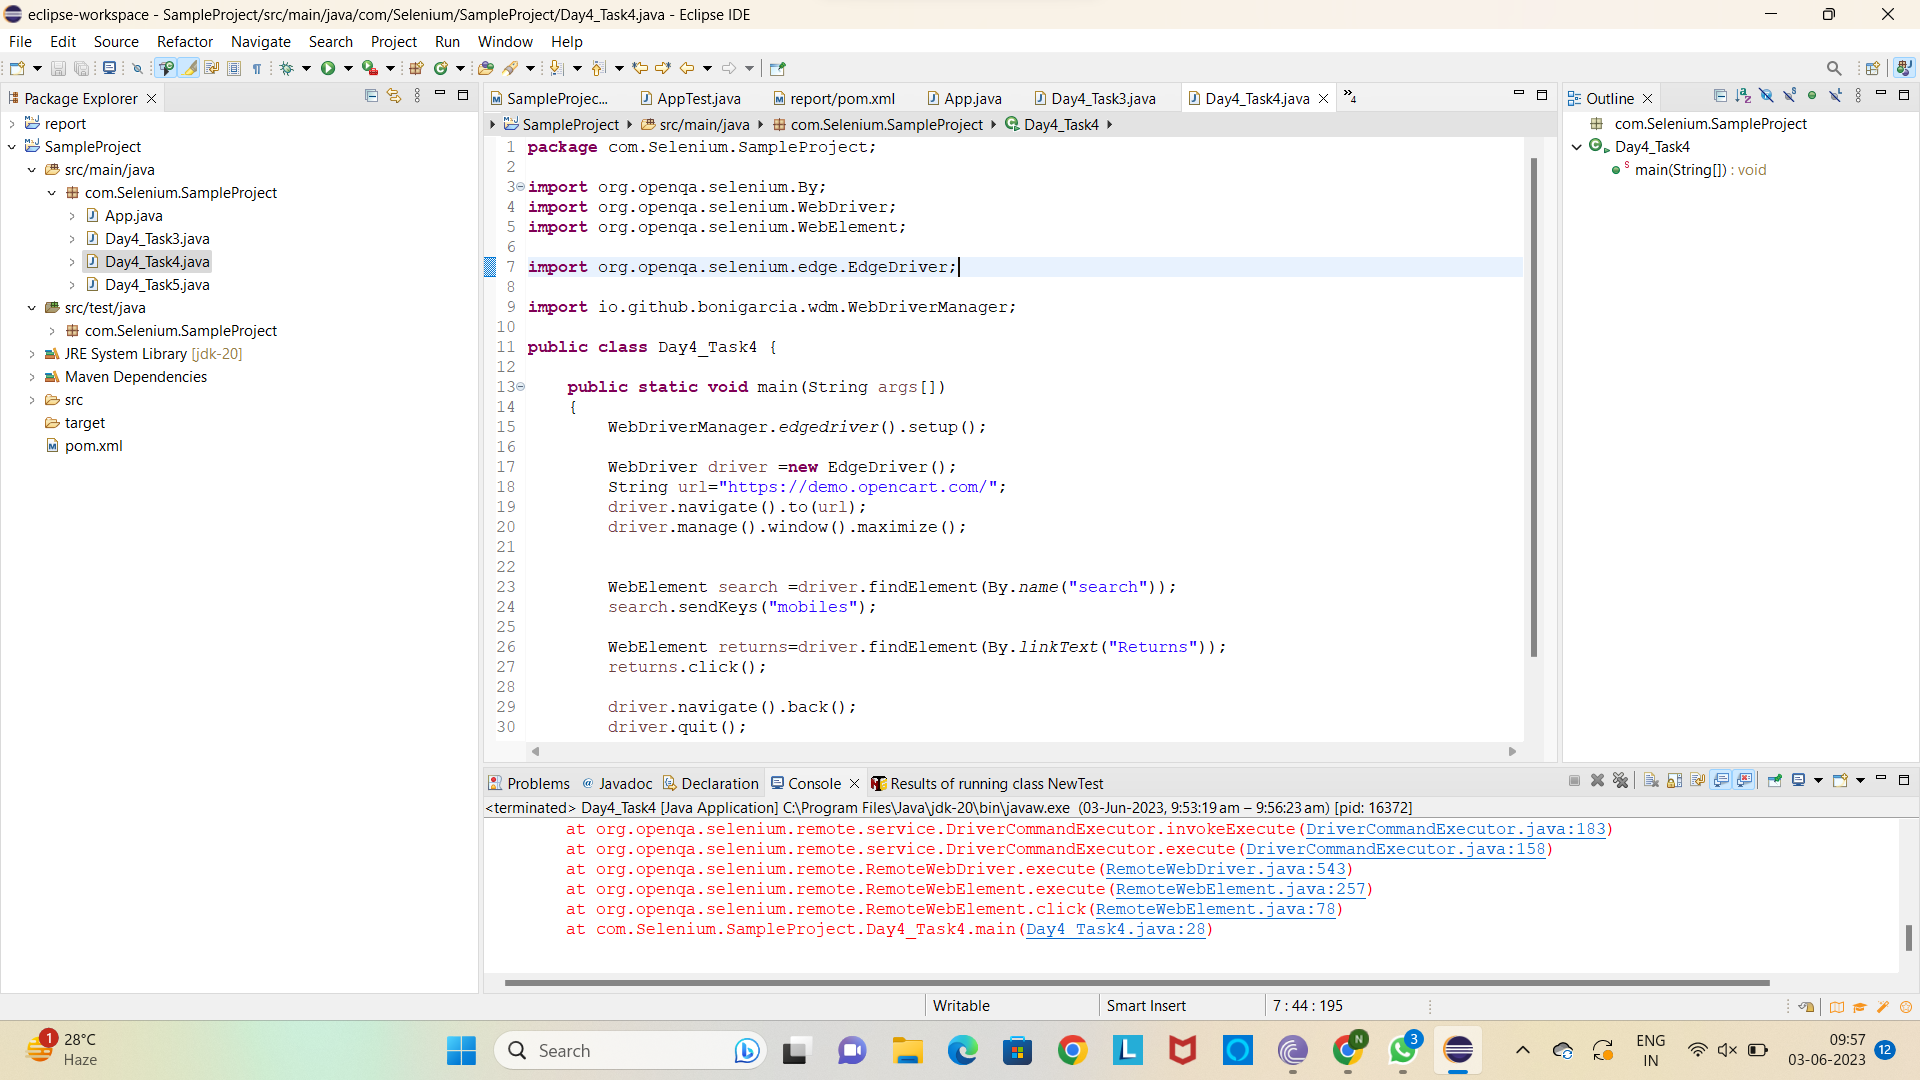 eclipse-workspace - SampleProject/src/main/java/com/Selenium/SampleProject/Day4_Task4.java - Eclipse IDE
File Edit Source Refactor Navigate Search Project Run Window Help
Package Explorer
report
SampleProject
src/main/java
com.Selenium.SampleProject
App.java
Day4_Task3.java
Day4_Task4.java
Day4_Task5.java
src/test/java
com.Selenium.SampleProject
JRE System Library [jdk-20]
Maven Dependencies
src
target
pom.xml
SampleProjec... AppTest.java report/pom.xml App.java Day4_Task3.java Day4_Task4.java 4
SampleProject src/main/java com.Selenium.SampleProject Day4_Task4
1 package com.Selenium.SampleProject;
2
3 import org.openqa.selenium.By;
4 import org.openqa.selenium.WebDriver;
5 import org.openqa.selenium.WebElement;
6
7 import org.openqa.selenium.edge.EdgeDriver;
8
9 import io.github.bonigarcia.wdm.WebDriverManager;
10
11 public class Day4_Task4 {
12
13 public static void main(String args[])
14 {
15 WebDriverManager.edgedriver().setup();
16
17 WebDriver driver =new EdgeDriver();
18 String url="https://demo.opencart.com/";
19 driver.navigate().to(url);
20 driver.manage().window().maximize();
21
22
23 WebElement search =driver.findElement(By.name("search"));
24 search.sendKeys("mobiles");
25
26 WebElement returns=driver.findElement(By.linkText("Returns"));
27 returns.click();
28
29 driver.navigate().back();
30 driver.quit();
Outline
com.Selenium.SampleProject
Day4_Task4
main(String[]) : void
Problems Javadoc Declaration Console Results of running class NewTest
<terminated> Day4_Task4 [Java Application] C:\Program Files\Java\jdk-20\bin\javaw.exe (03-Jun-2023, 9:53:19 am – 9:56:23 am) [pid: 16372]
at org.openqa.selenium.remote.service.DriverCommandExecutor.invokeExecute(DriverCommandExecutor.java:183)
at org.openqa.selenium.remote.service.DriverCommandExecutor.execute(DriverCommandExecutor.java:158)
at org.openqa.selenium.remote.RemoteWebDriver.execute(RemoteWebDriver.java:543)
at org.openqa.selenium.remote.RemoteWebElement.execute(RemoteWebElement.java:257)
at org.openqa.selenium.remote.RemoteWebElement.click(RemoteWebElement.java:78)
at com.Selenium.SampleProject.Day4_Task4.main(Day4_Task4.java:28)
Writable Smart Insert 7 : 44 : 195
1 28°C
Haze
Search
L
N
3
ENG
IN
09:57
03-06-2023
12